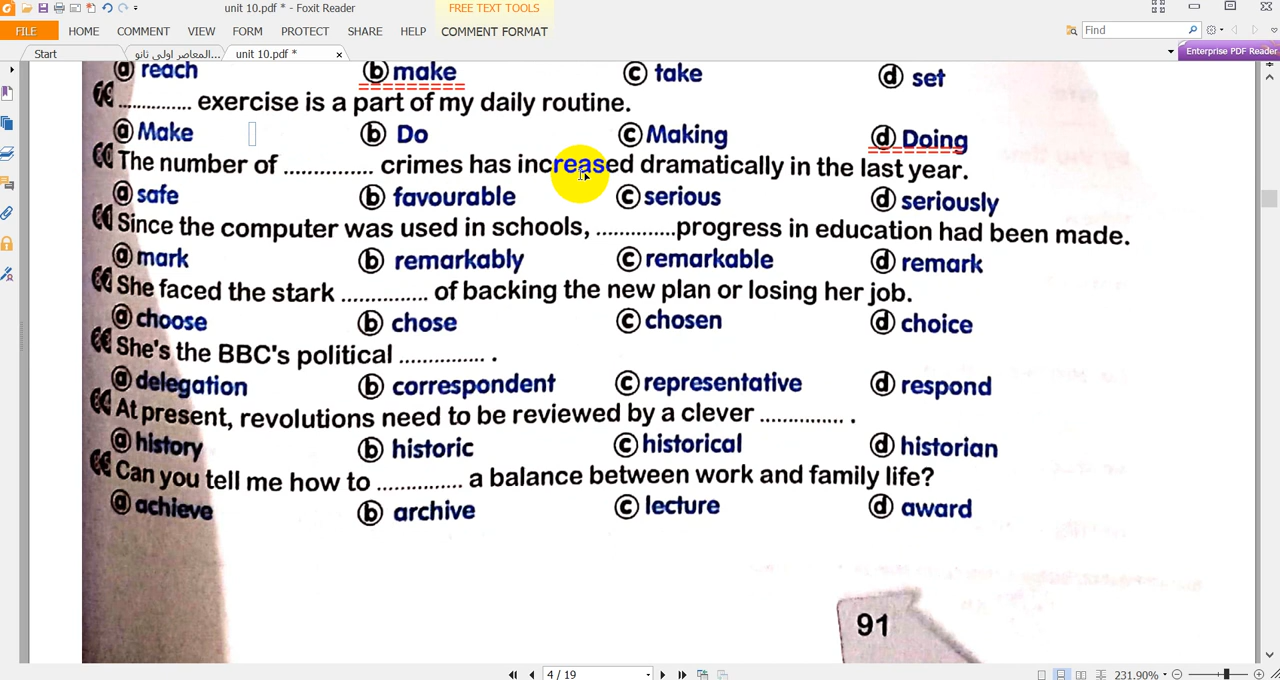 unit 10.pdf * - Foxit Reader
FREE TEXT TOOLS
FILE HOME COMMENT VIEW FORM PROTECT SHARE HELP COMMENT FORMAT
Find
Start المعاصر اولى ثانو... unit 10.pdf * Enterprise PDF Reader
a reach b make c take d set
.............. exercise is a part of my daily routine.
a Make b Do c Making d Doing
The number of ............... crimes has increased dramatically in the last year.
a safe b favourable c serious d seriously
Since the computer was used in schools, ..............progress in education had been made.
a mark b remarkably c remarkable d remark
She faced the stark ............... of backing the new plan or losing her job.
a choose b chose c chosen d choice
She's the BBC's political ............... .
a delegation b correspondent c representative d respond
At present, revolutions need to be reviewed by a clever ............... .
a history b historic c historical d historian
Can you tell me how to ............... a balance between work and family life?
a achieve b archive c lecture d award
91
4 / 19
231.90%